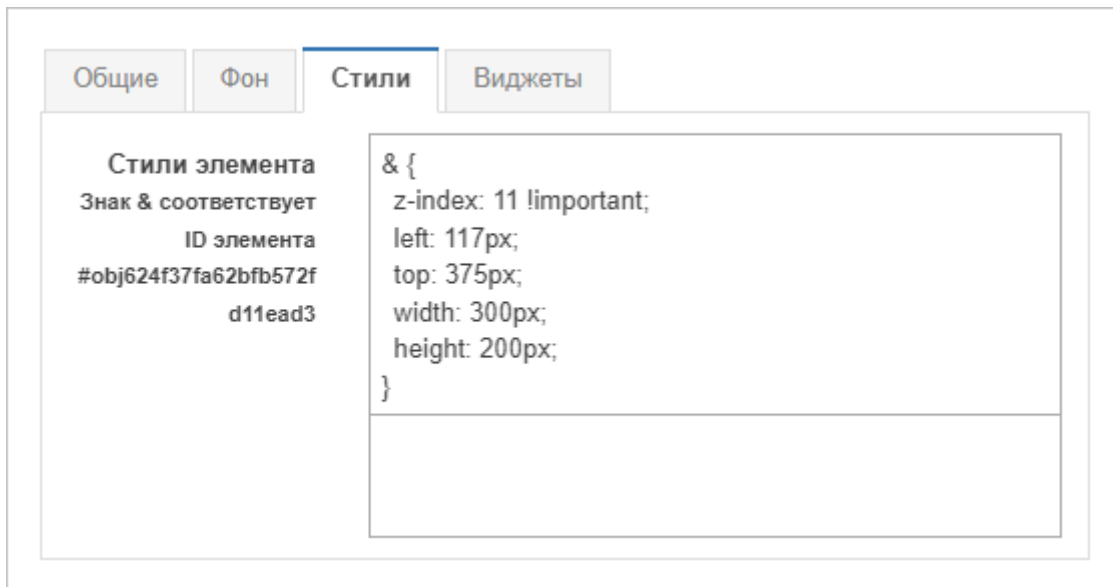 Общие Фон Стили Виджеты
Стили элемента
Знак & соответствует
ID элемента
#obj624f37fa62bfb572f
d11ead3
& {
z-index: 11 !important;
left: 117px;
top: 375px;
width: 300px;
height: 200px;
}